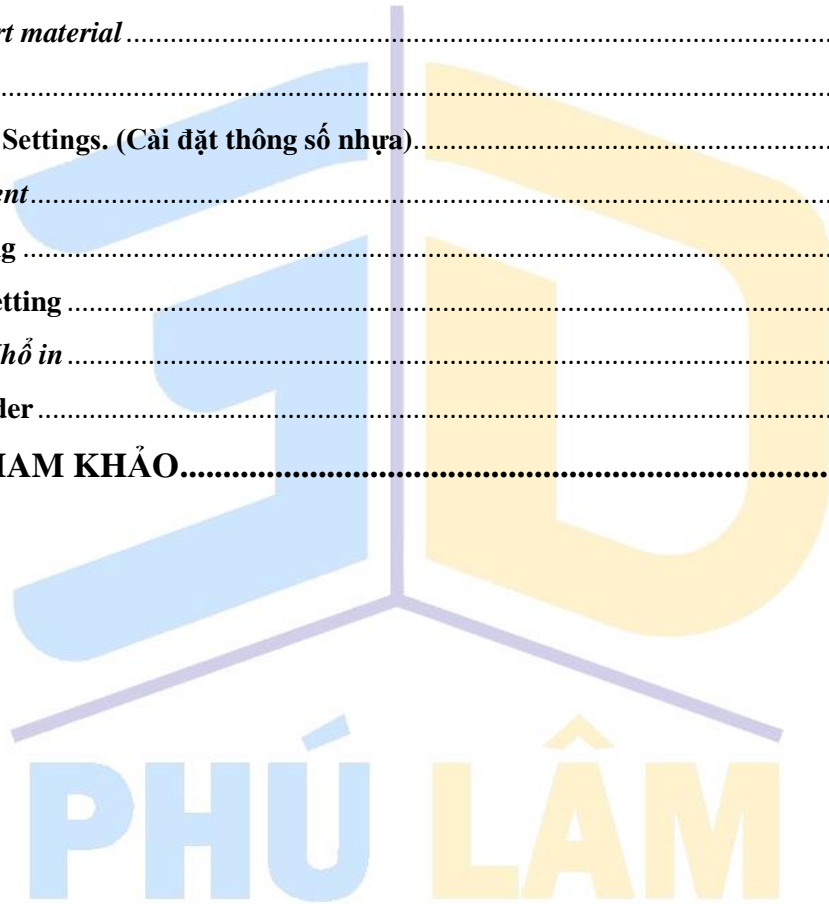 rt material ........................................................................................................
........................................................................................................................
Settings. (Cài đặt thông số nhựa)................................................................
ent................................................................................................................
g ..................................................................................................................
etting ............................................................................................................
hổ in .............................................................................................................
der ...............................................................................................................
HAM KHẢO...............................................................................
PHÚ LÂM